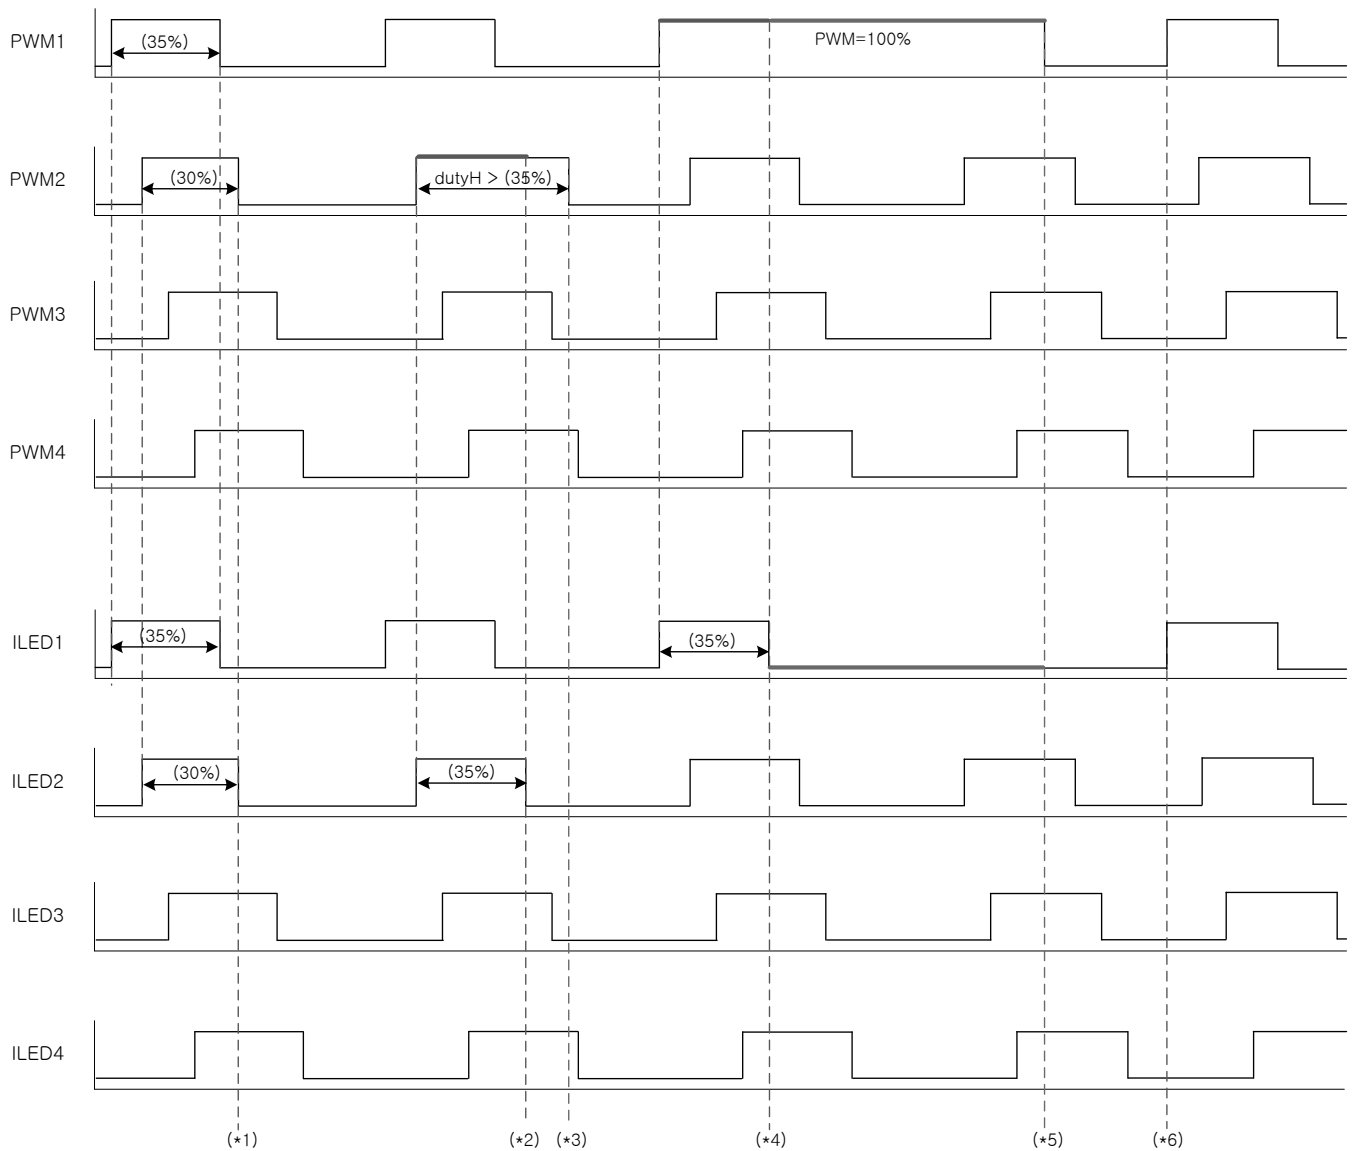 PWM1
(35%)
PWM=100%
PWM2
(30%)
dutyH > (35%)
PWM3
PWM4
ILED1
(35%)
(35%)
ILED2
(30%)
(35%)
ILED3
ILED4
(*1)
(*2)
(*3)
(*4)
(*5)
(*6)